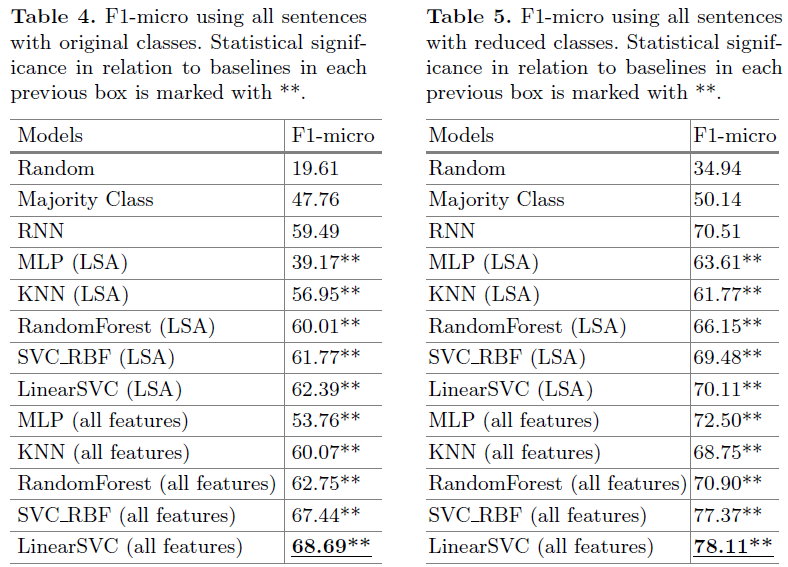 Table 4. F1-micro using all sentences
with original classes. Statistical signif-
icance in relation to baselines in each
previous box is marked with **.
Models F1-micro
Random 19.61
Majority Class 47.76
RNN 59.49
MLP (LSA) 39.17**
KNN (LSA) 56.95**
RandomForest (LSA) 60.01**
SVC_RBF (LSA) 61.77**
LinearSVC (LSA) 62.39**
MLP (all features) 53.76**
KNN (all features) 60.07**
RandomForest (all features) 62.75**
SVC_RBF (all features) 67.44**
LinearSVC (all features) 68.69**
Table 5. F1-micro using all sentences
with reduced classes. Statistical signif-
icance in relation to baselines in each
previous box is marked with **.
Models F1-micro
Random 34.94
Majority Class 50.14
RNN 70.51
MLP (LSA) 63.61**
KNN (LSA) 61.77**
RandomForest (LSA) 66.15**
SVC_RBF (LSA) 69.48**
LinearSVC (LSA) 70.11**
MLP (all features) 72.50**
KNN (all features) 68.75**
RandomForest (all features) 70.90**
SVC_RBF (all features) 77.37**
LinearSVC (all features) 78.11**